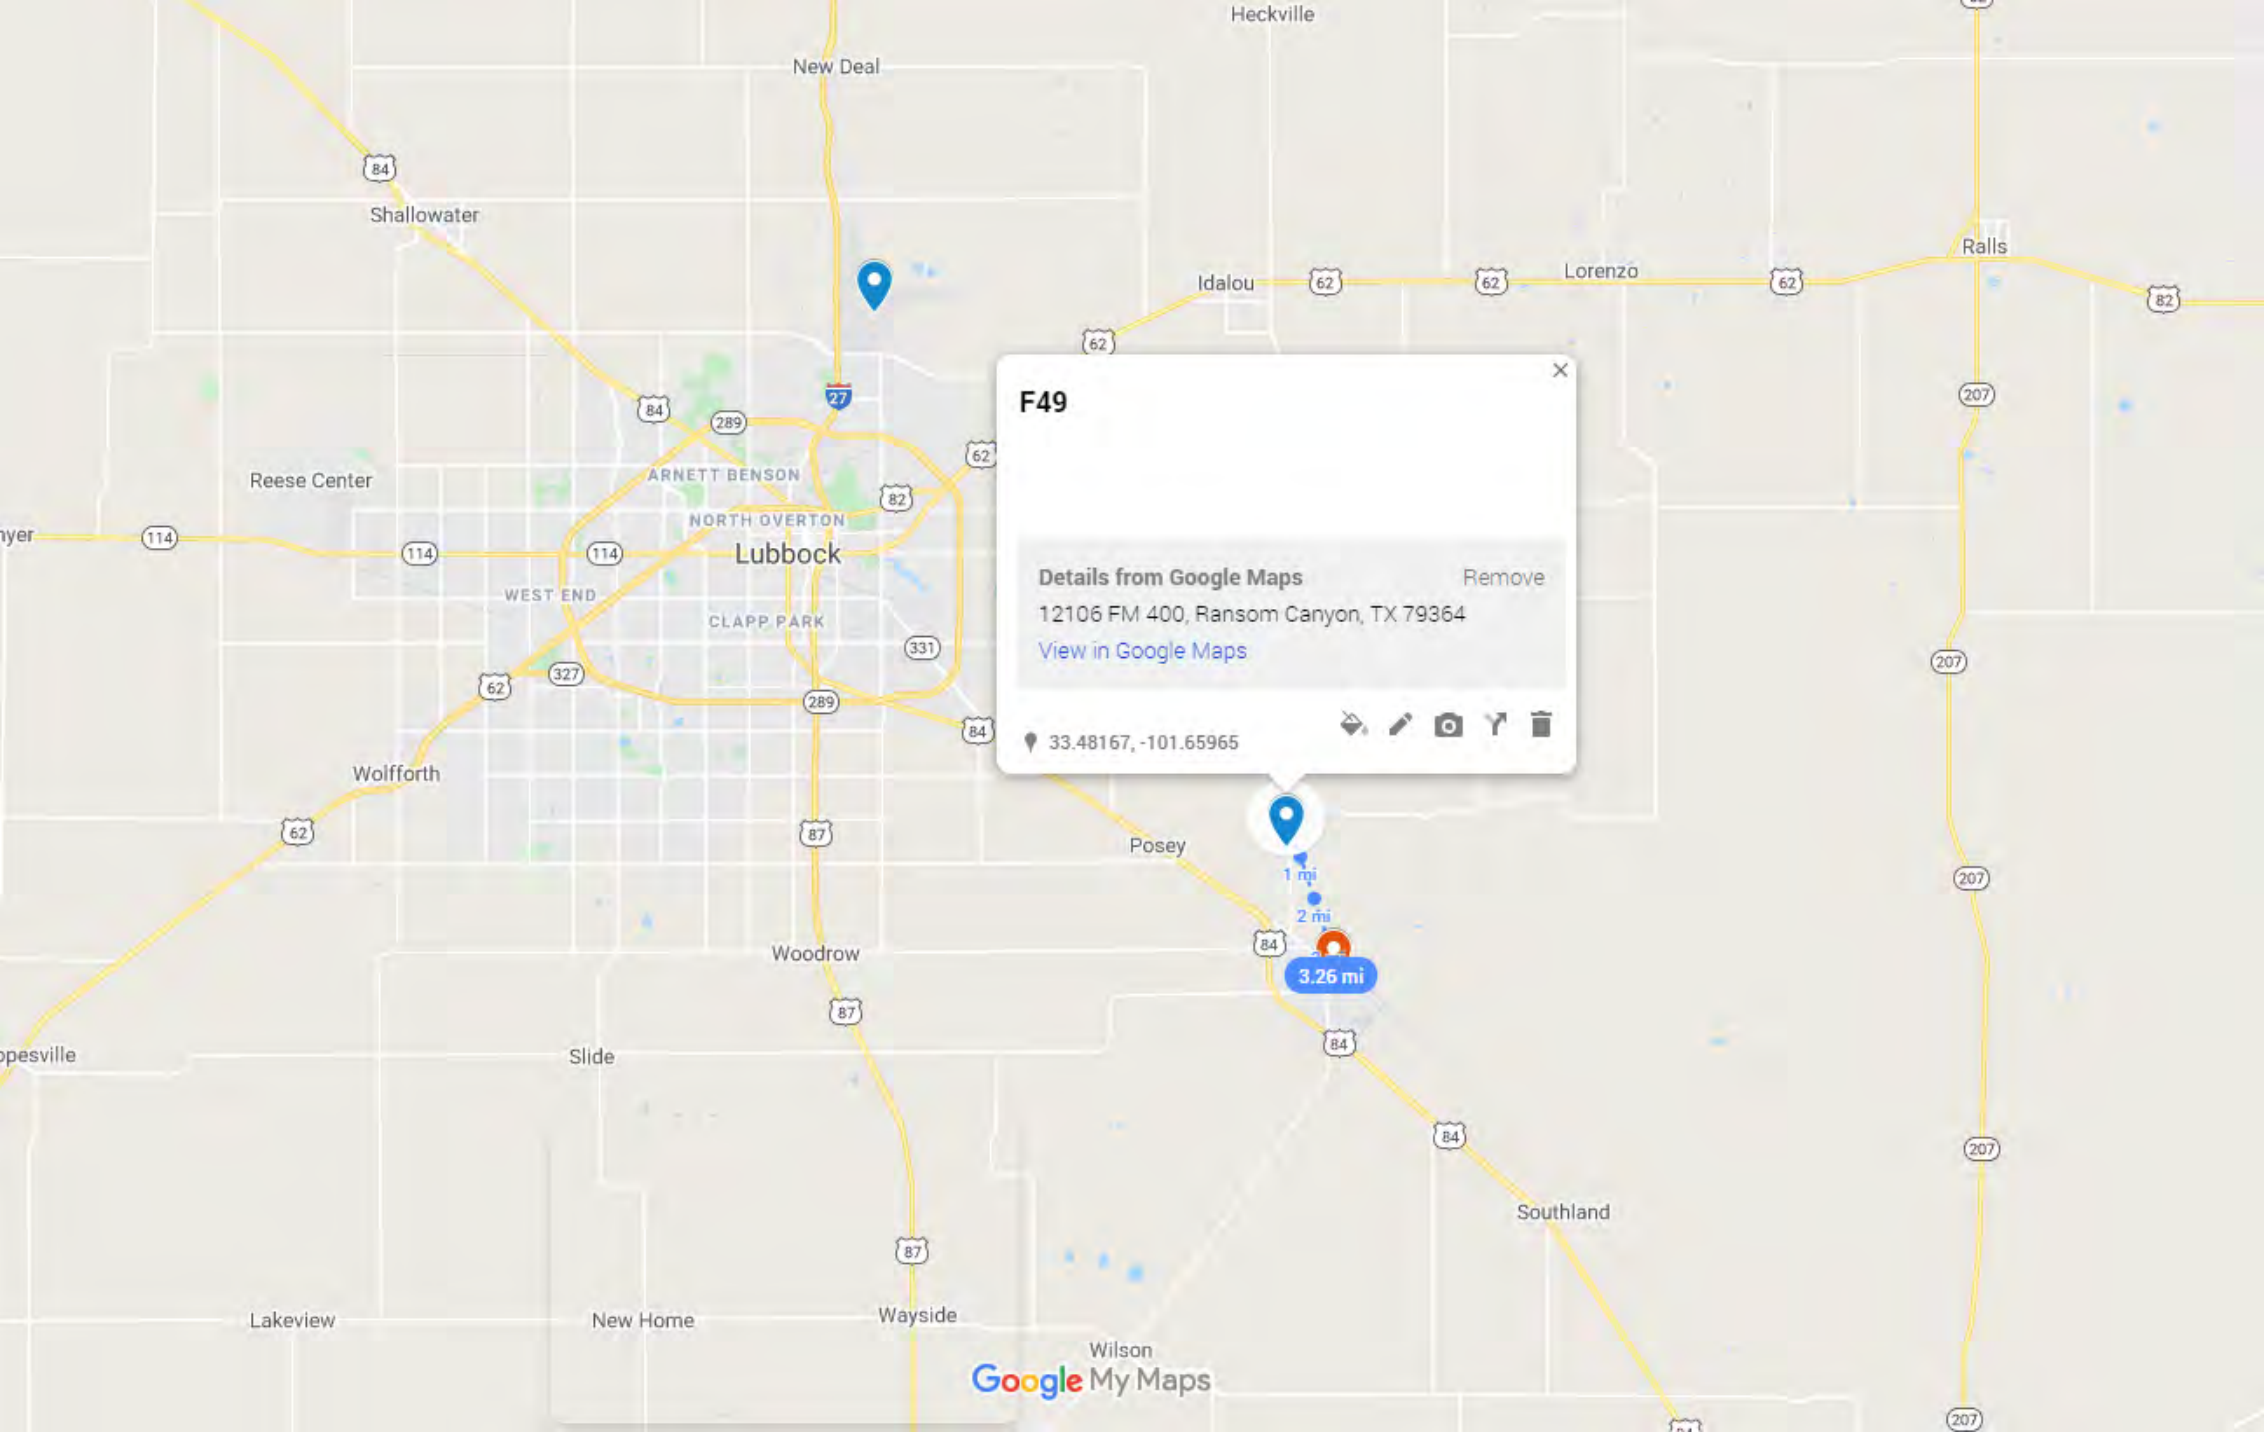 Heckville
New Deal
84
Shallowater
Ralls
Idalou
62
62
Lorenzo
62
82
62
F49
27
207
84
289
62
ARNETT BENSON
Reese Center
82
NORTH OVERTON
114
114
114
Lubbock
Details from Google Maps
Remove
WEST END
12106 FM 400, Ransom Canyon, TX 79364
CLAPP PARK
331
View in Google Maps
207
327
62
289
84
33.48167, -101.65965
Wolfforth
62
87
Posey
1 mi
207
2 mi
84
Woodrow
3.26 mi
87
84
opesville
Slide
84
207
Southland
87
Lakeview
New Home
Wayside
Wilson
Google My Maps
207